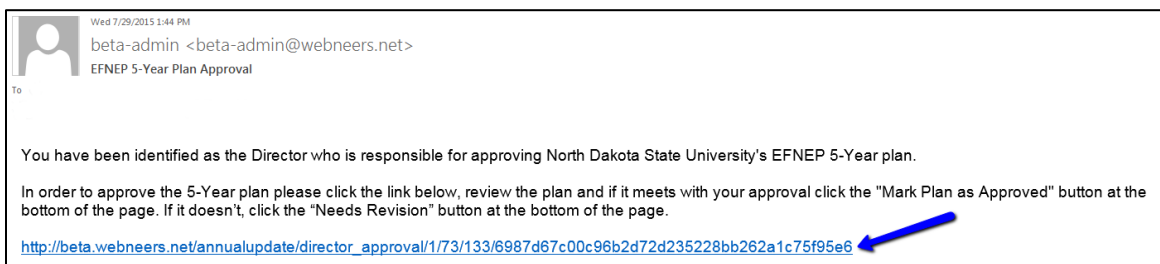 Wed 7/29/2015 1:44 PM
beta-admin <beta-admin@webneers.net>
EFNEP 5-Year Plan Approval
To
You have been identified as the Director who is responsible for approving North Dakota State University's EFNEP 5-Year plan.
In order to approve the 5-Year plan please click the link below, review the plan and if it meets with your approval click the "Mark Plan as Approved" button at the
bottom of the page. If it doesn't, click the “Needs Revision” button at the bottom of the page.
http://beta.webneers.net/annualupdate/director_approval/1/73/133/6987d67c00c96b2d72d235228bb262a1c75f95e6